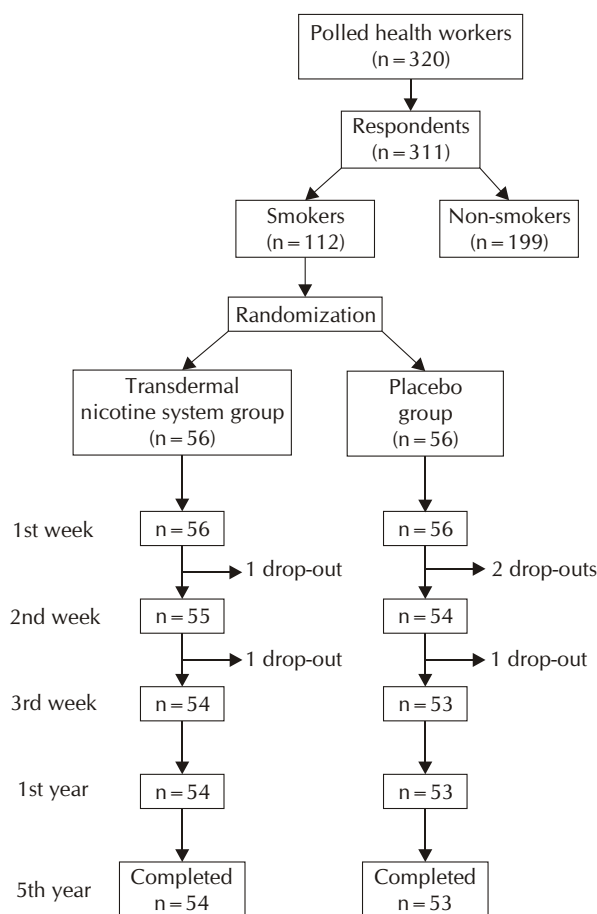 Polled health workers
(n=320)
Respondents
(n=311)
Smokers
(n=112)
Non-smokers
(n=199)
Randomization
Transdermal
nicotine system group
(n=56)
Placebo
group
(n=56)
1st week
n=56
n=56
1 drop-out
2 drop-outs
2nd week
n=55
n=54
1 drop-out
1 drop-out
3rd week
n=54
n=53
1st year
n=54
n=53
5th year
Completed
n=54
Completed
n=53